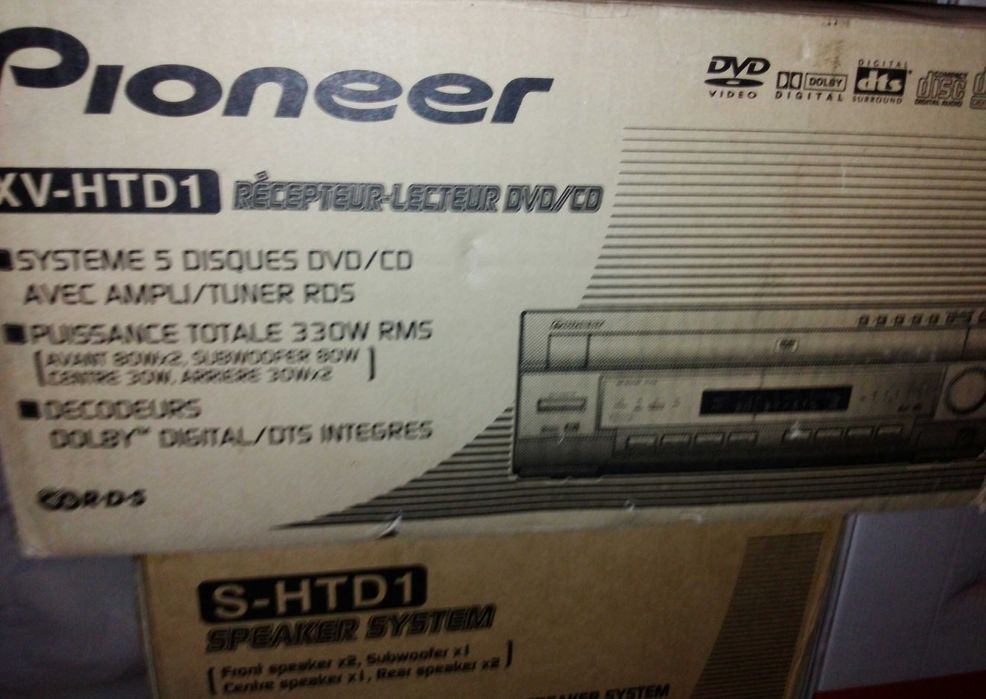 Pioneer
DVD
VIDEO
DOLBY
DIGITAL
DIGITAL
dts
SURROUND
COMPACT
disc
DIGITAL AUDIO
XV-HTD1 RÉCEPTEUR-LECTEUR DVD/CD
SYSTEME 5 DISQUES DVD/CD
AVEC AMPLI/TUNER RDS
PUISSANCE TOTALE 330W RMS
[AVANT 80Wx2, SUBWOOFER 80W
CENTRE 30W, ARRIERE 30Wx2]
DECODEURS
DOLBY™ DIGITAL/DTS INTEGRES
R·D·S
Pioneer
S-HTD1
SPEAKER SYSTEM
[Front speaker x2, Subwoofer x1
Centre speaker x1, Rear speaker x2]
SPEAKER SYSTEM